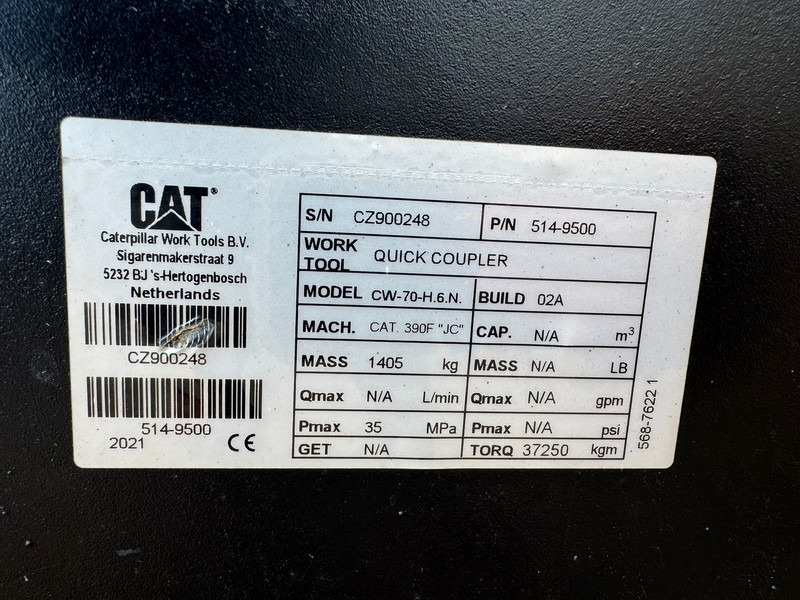 CAT®
Caterpillar Work Tools B.V.
Sigarenmakerstraat 9
5232 BJ 's-Hertogenbosch
Netherlands
CZ900248
514-9500
2021 CE
S/N CZ900248 P/N 514-9500
WORK TOOL QUICK COUPLER
MODEL CW-70-H.6.N. BUILD 02A
MACH. CAT. 390F "JC" CAP. N/A m³
MASS 1405 kg MASS N/A LB
Qmax N/A L/min Qmax N/A gpm
Pmax 35 MPa Pmax N/A psi
GET N/A TORQ 37250 kgm
568-7622 1